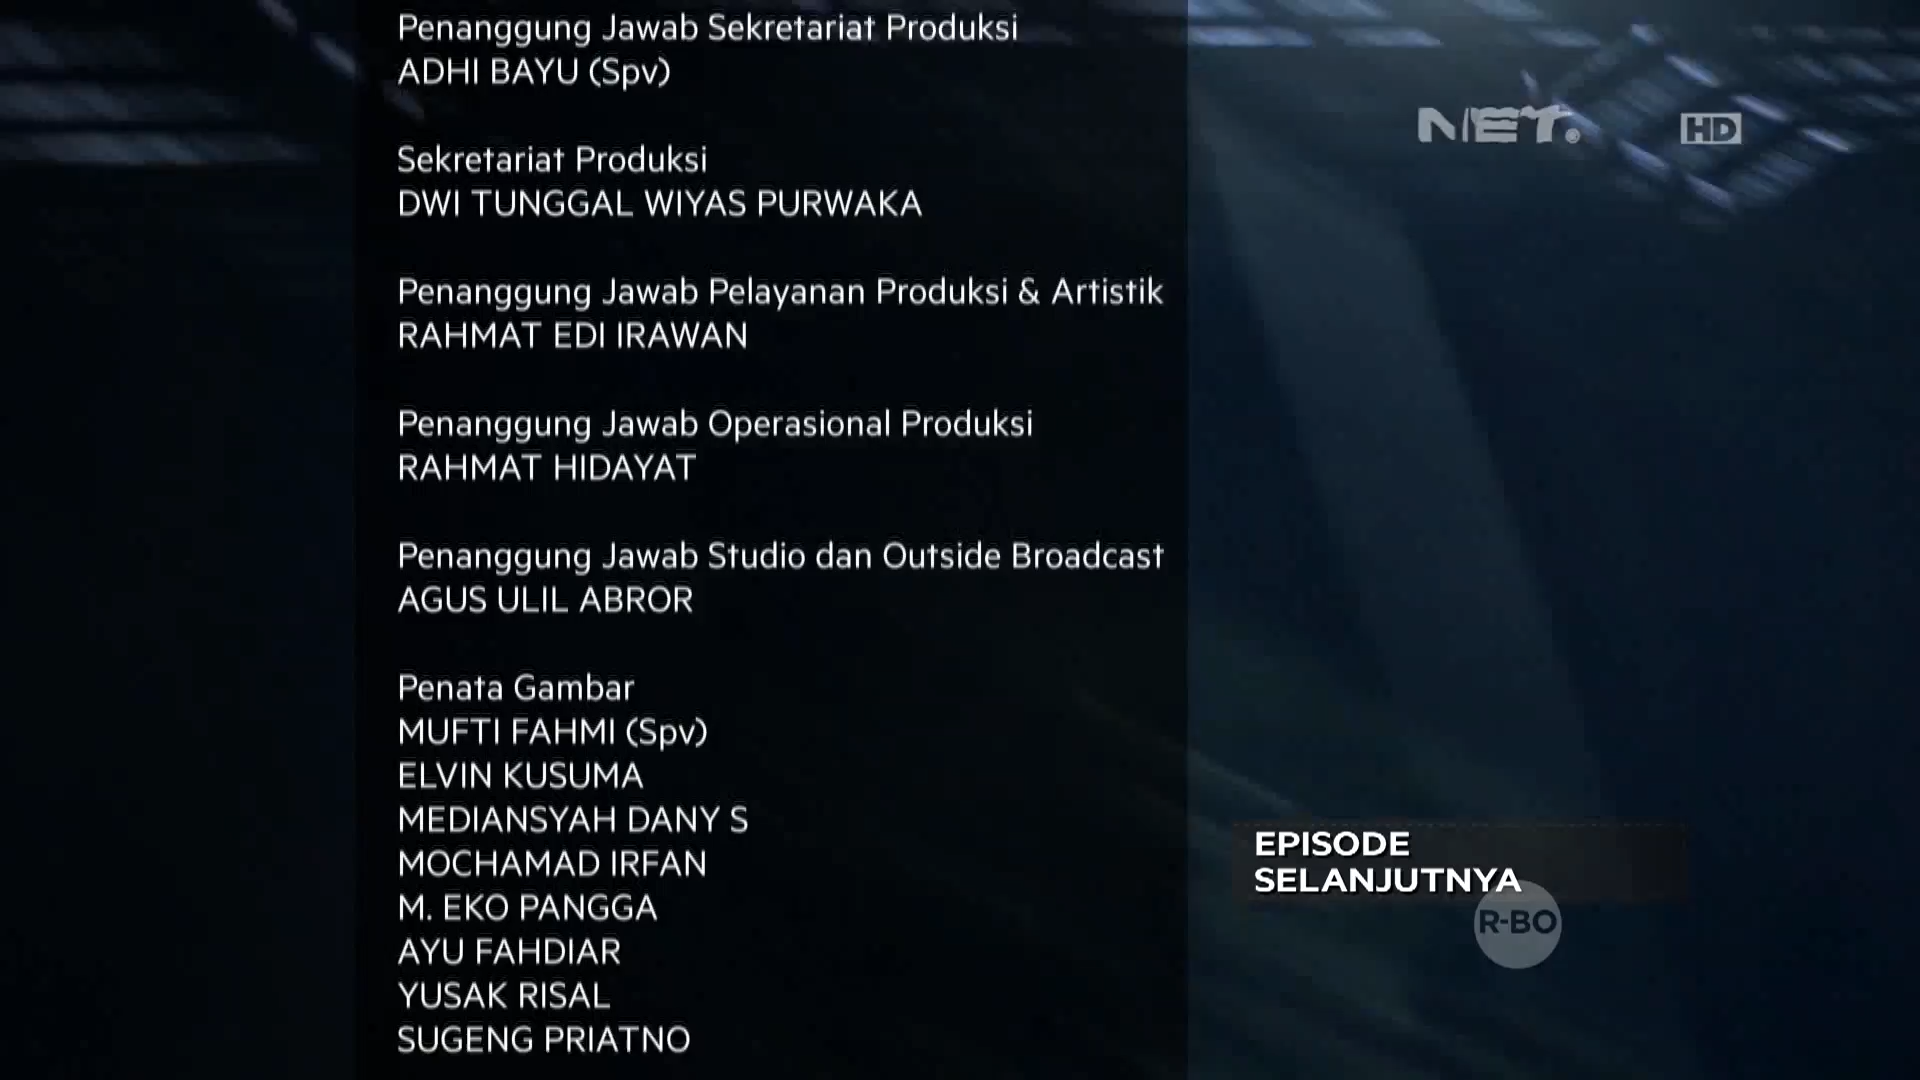 Penanggung Jawab Sekretariat Produksi
ADHI BAYU (Spv)
Sekretariat Produksi
DWI TUNGGAL WIYAS PURWAKA
Penanggung Jawab Pelayanan Produksi & Artistik
RAHMAT EDI IRAWAN
Penanggung Jawab Operasional Produksi
RAHMAT HIDAYAT
Penanggung Jawab Studio dan Outside Broadcast
AGUS ULIL ABROR
Penata Gambar
MUFTI FAHMI (Spv)
ELVIN KUSUMA
MEDIANSYAH DANY S
MOCHAMAD IRFAN
M. EKO PANGGA
AYU FAHDIAR
YUSAK RISAL
SUGENG PRIATNO
NET.
HD
EPISODE
SELANJUTNYA
R-BO